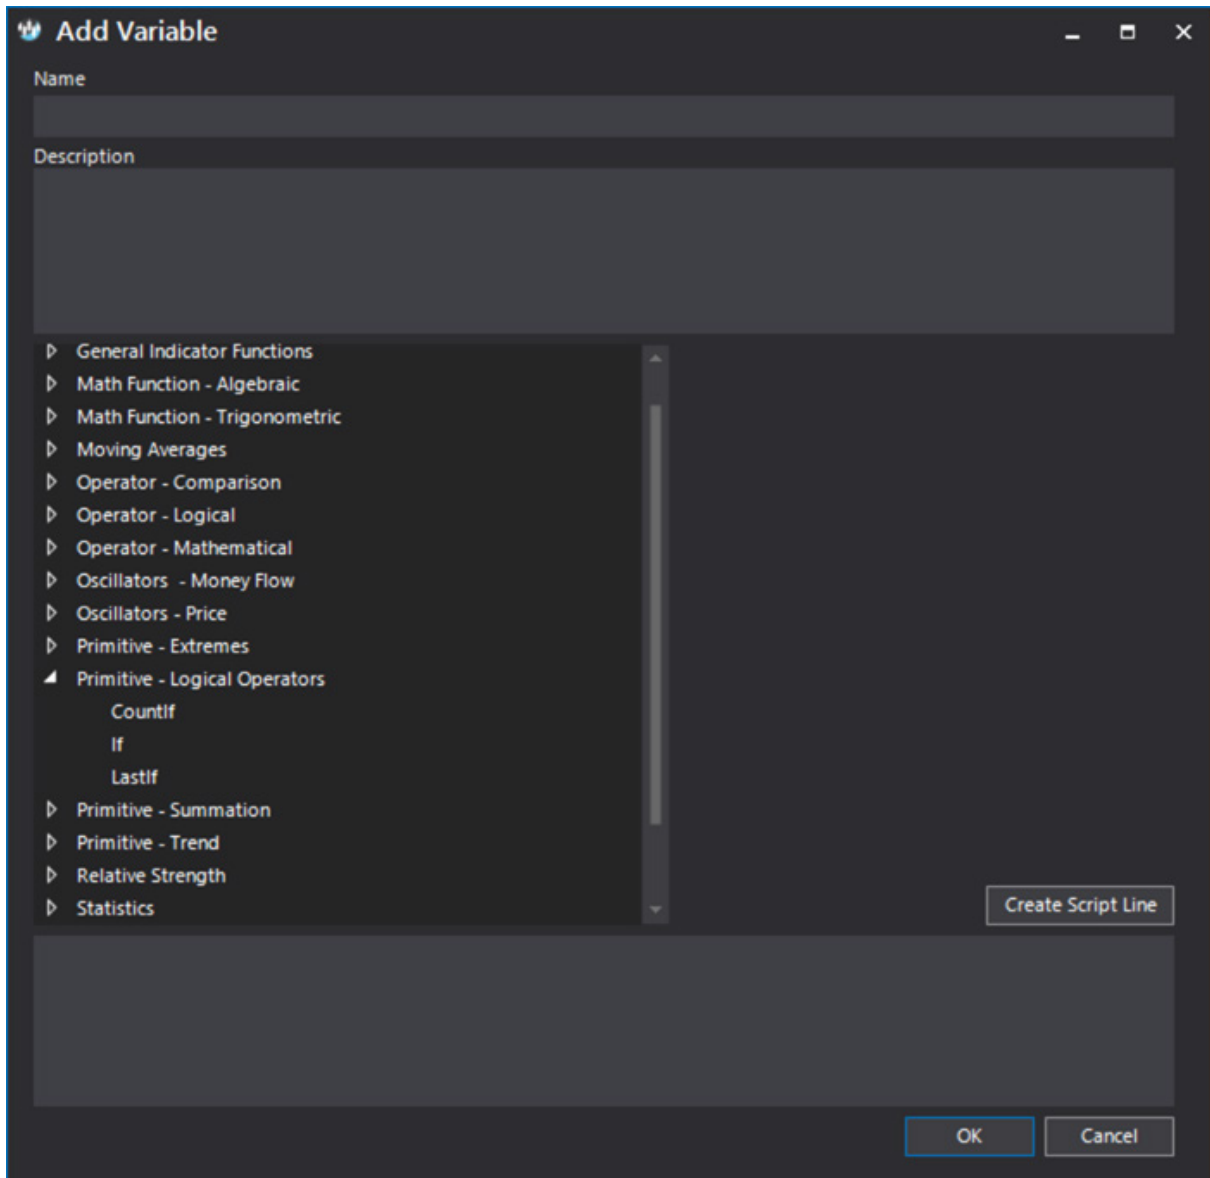 Add Variable
Name
Description
General Indicator Functions
Math Function - Algebraic
Math Function - Trigonometric
Moving Averages
Operator - Comparison
Operator - Logical
Operator - Mathematical
Oscillators  - Money Flow
Oscillators - Price
Primitive - Extremes
Primitive - Logical Operators
CountIf
If
LastIf
Primitive - Summation
Primitive - Trend
Relative Strength
Statistics
Create Script Line
OK
Cancel